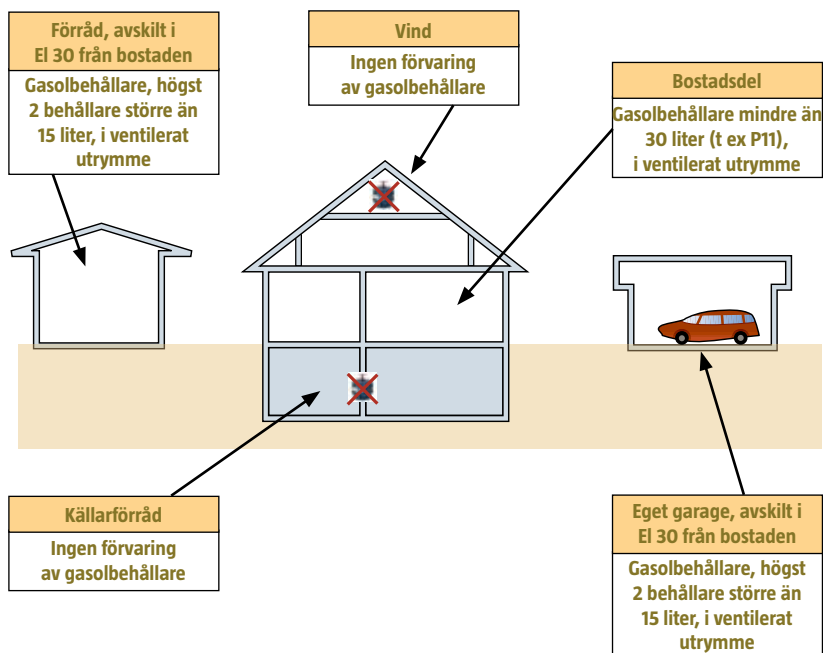 Förråd, avskilt i
El 30 från bostaden
Gasolbehållare, högst
2 behållare större än
15 liter, i ventilerat
utrymme
Vind
Ingen förvaring
av gasolbehållare
Bostadsdel
Gasolbehållare mindre än
30 liter (t ex P11),
i ventilerat utrymme
Källarförråd
Ingen förvaring
av gasolbehållare
Eget garage, avskilt i
El 30 från bostaden
Gasolbehållare, högst
2 behållare större än
15 liter, i ventilerat
utrymme